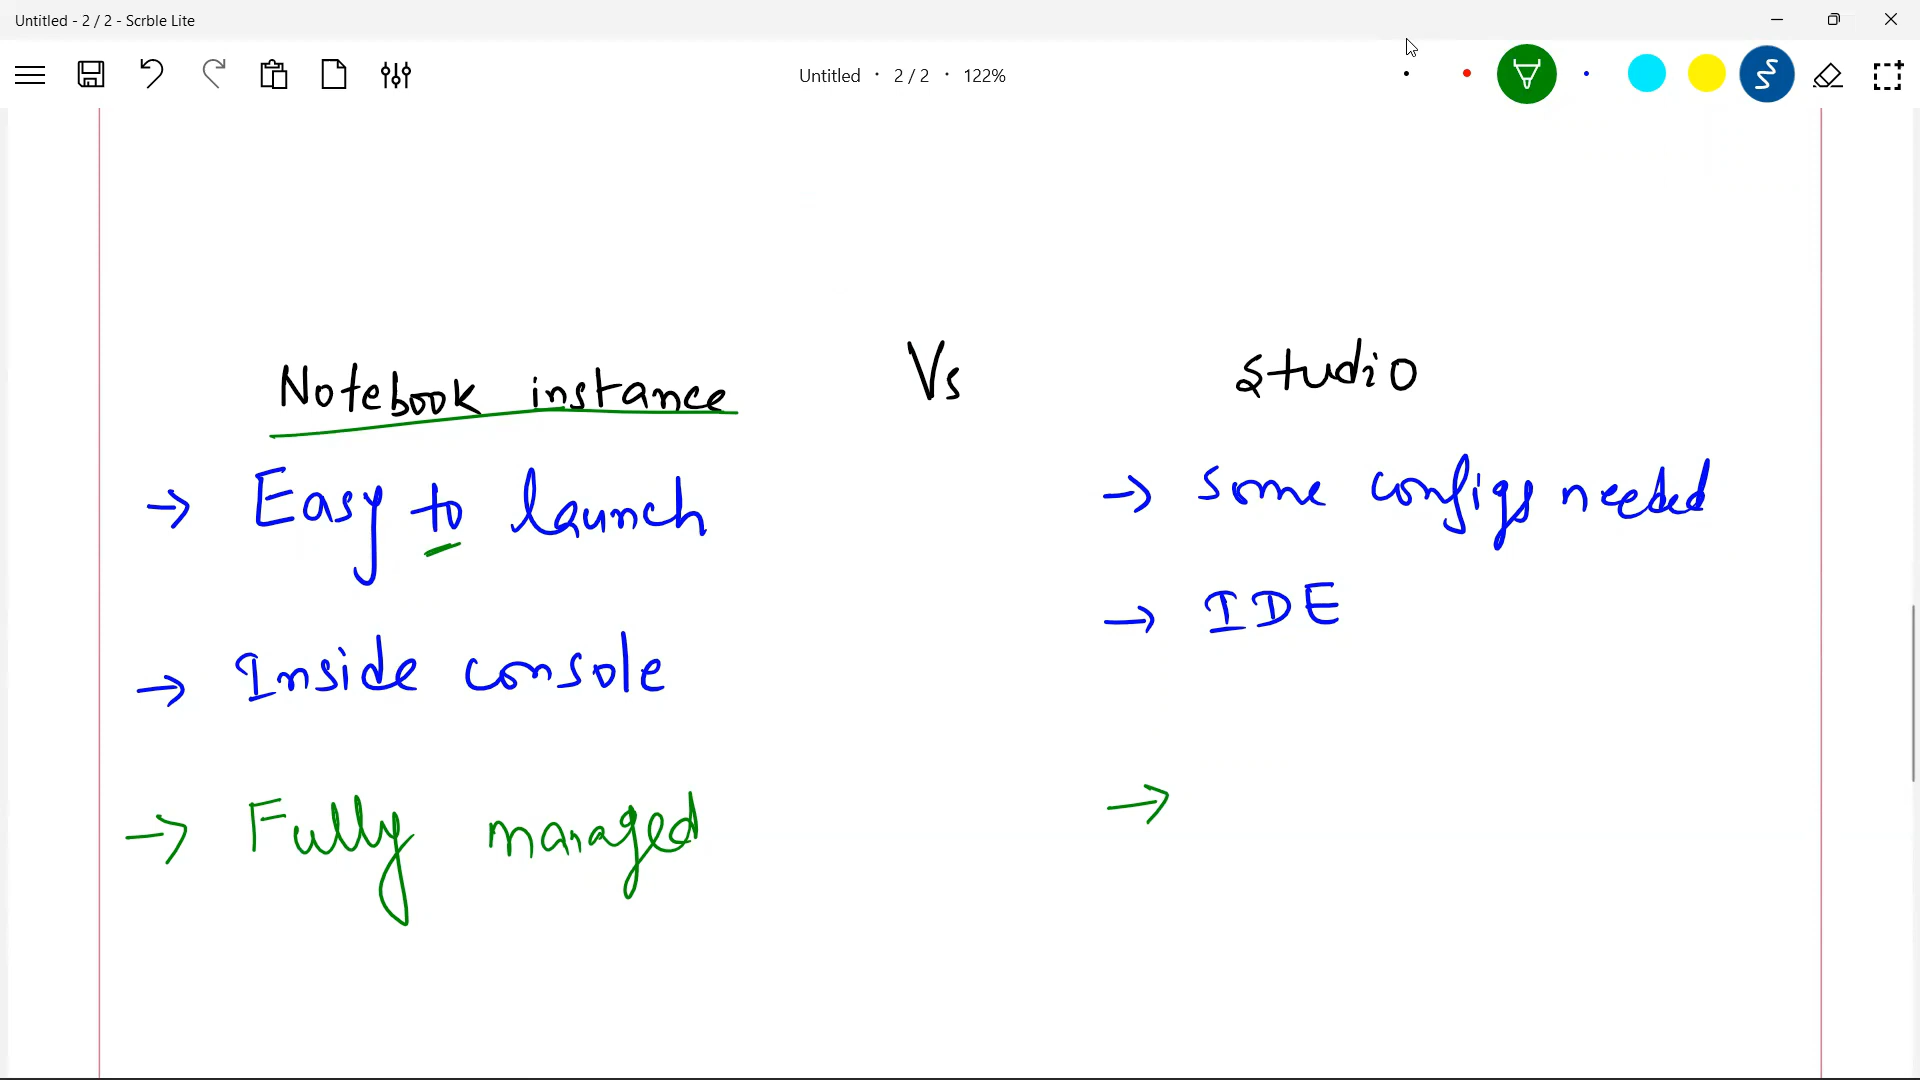 Untitled - 2 / 2 - Scrble Lite
Untitled · 2 / 2 · 122%
Notebook instance Vs studio
→ Easy to launch
→ Some configs needed
→ IDE
→ Inside console
→ Fully managed
→